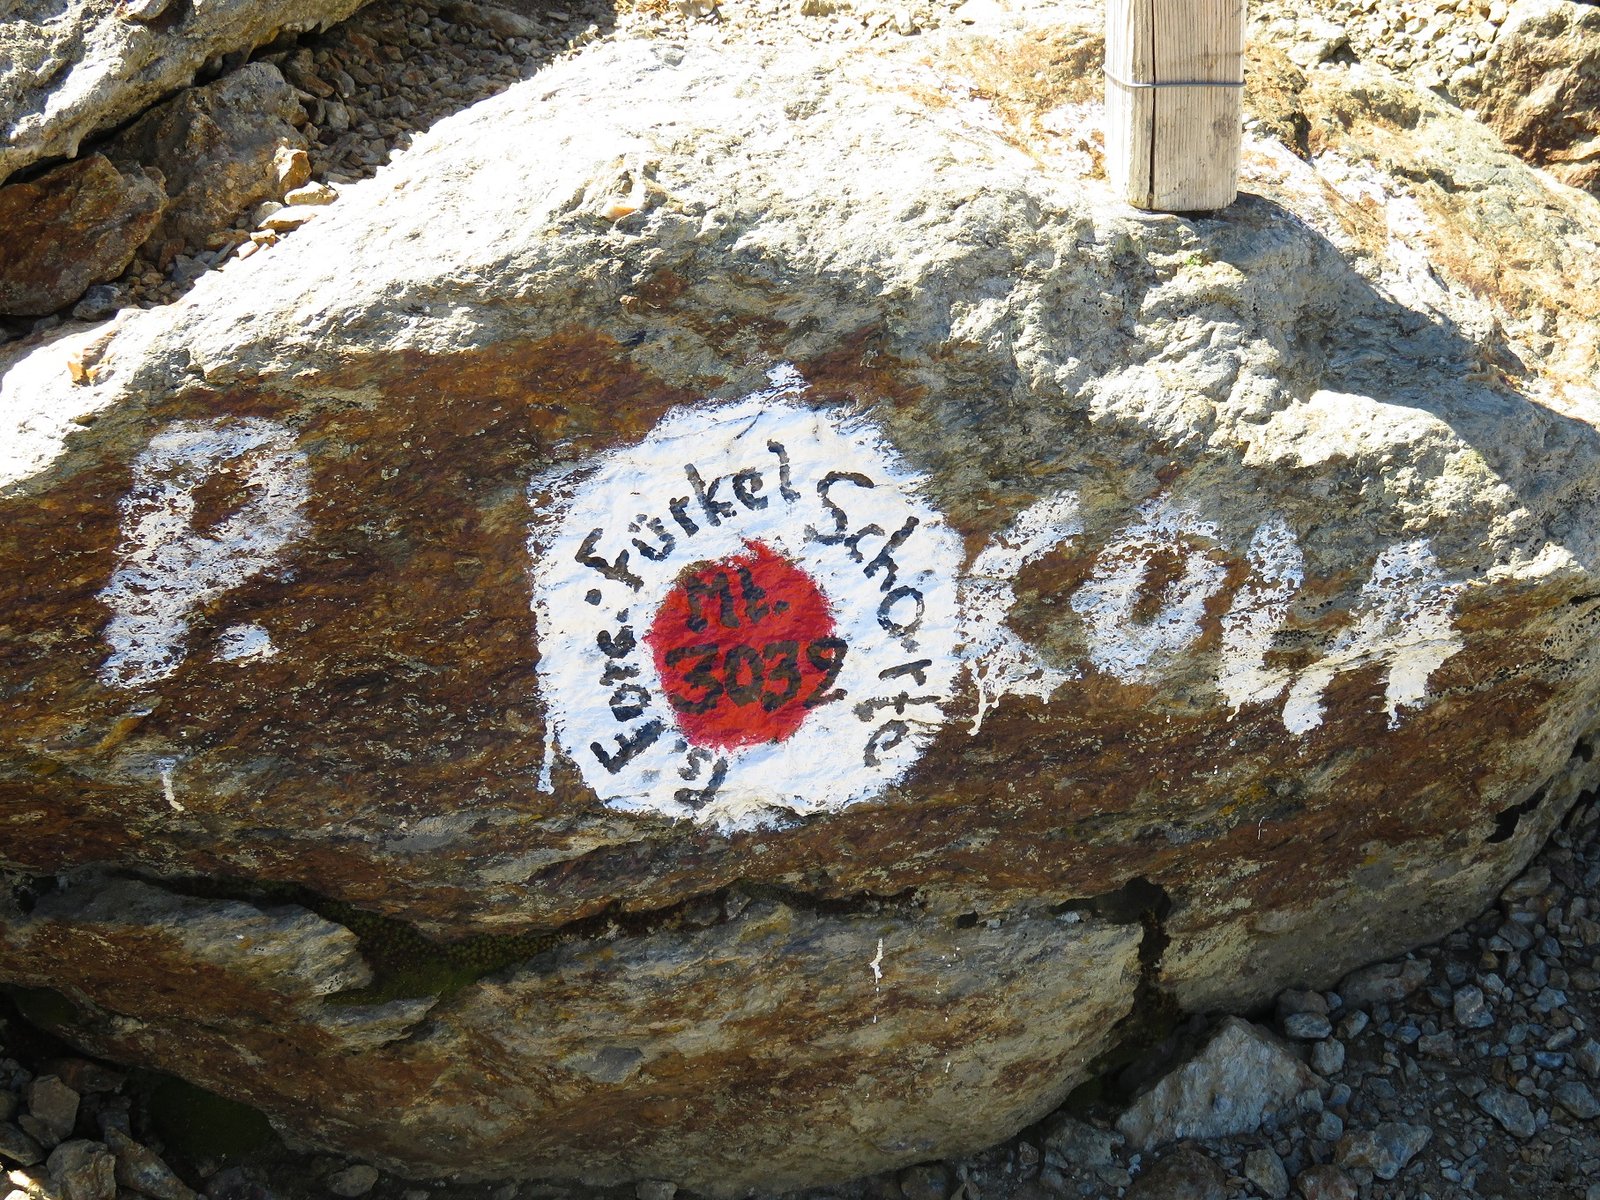 P.
Forc.: Fürkel Scharte
Mt.
3032